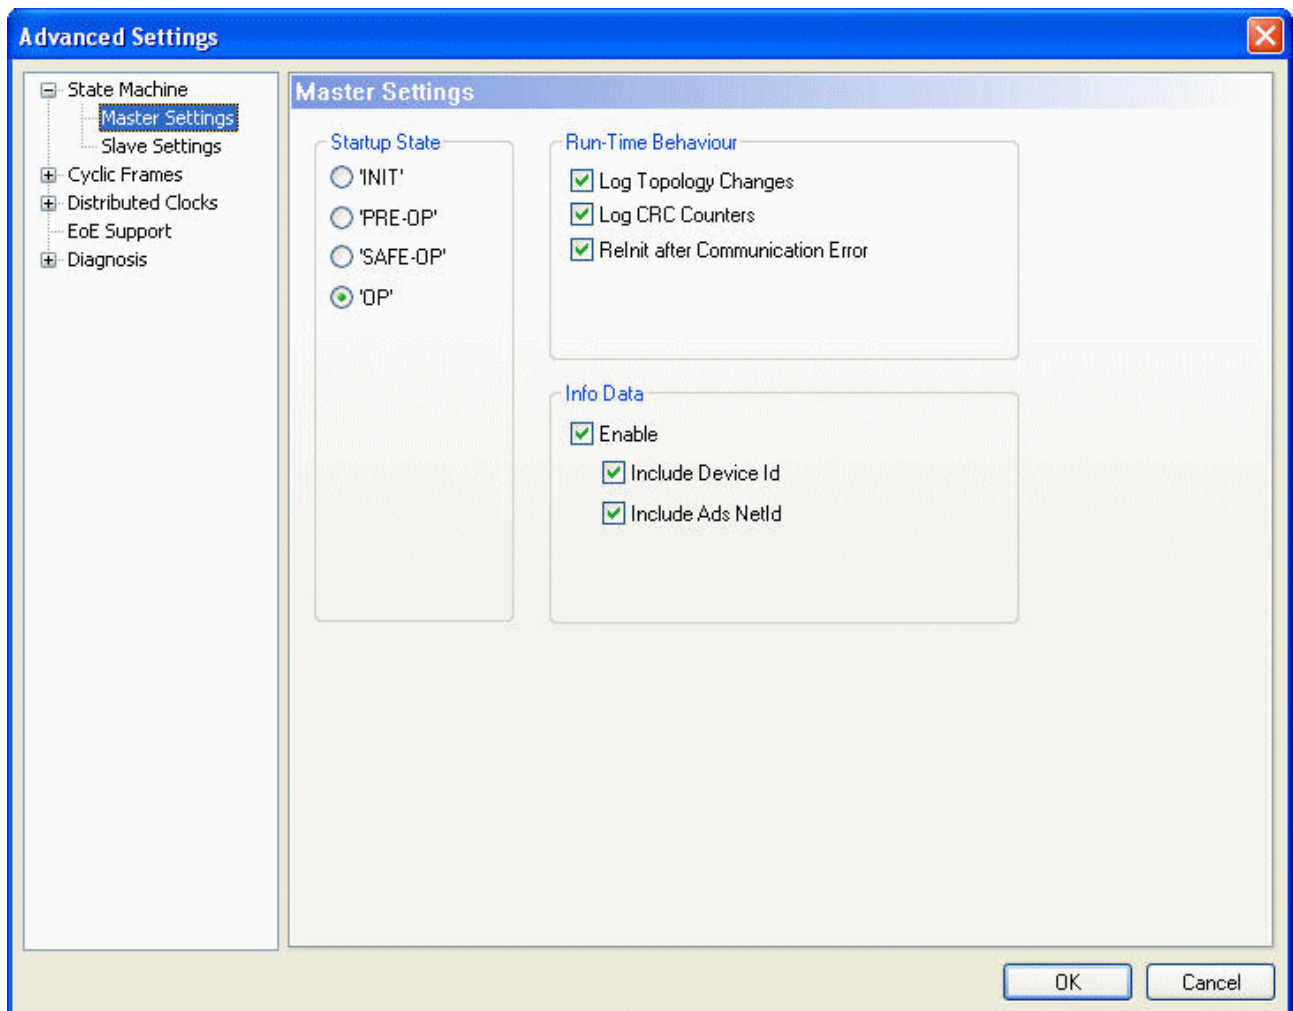 Advanced Settings
State Machine
Master Settings
Slave Settings
Cyclic Frames
Distributed Clocks
EoE Support
Diagnosis
Master Settings
Startup State
'INIT'
'PRE-OP'
'SAFE-OP'
'OP'
Run-Time Behaviour
Log Topology Changes
Log CRC Counters
ReInit after Communication Error
Info Data
Enable
Include Device Id
Include Ads NetId
OK
Cancel